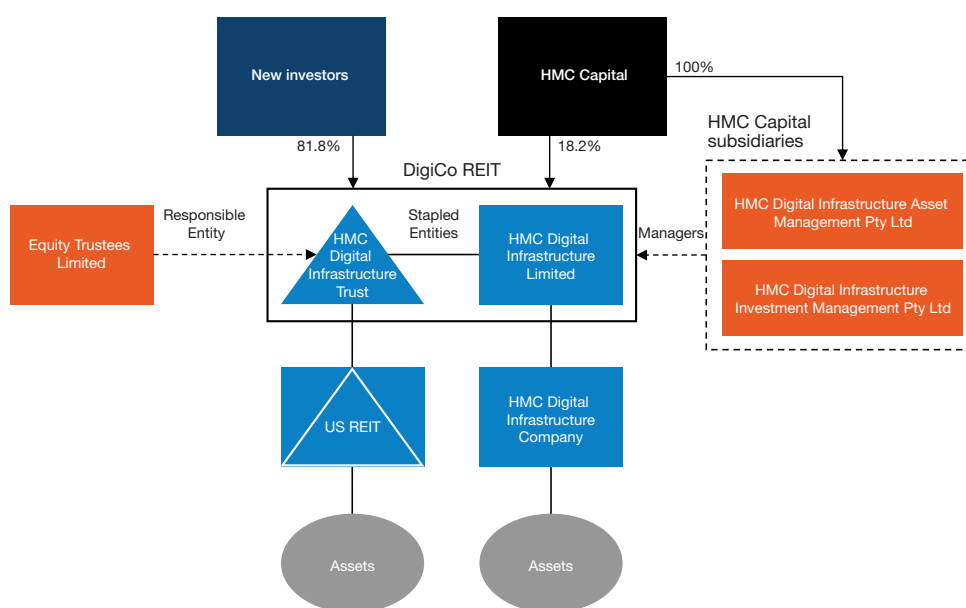 New investors
HMC Capital
100%
81.8%
18.2%
HMC Capital
subsidiaries
DigiCo REIT
Equity Trustees
Limited
Responsible
Entity
HMC
Digital
Infrastructure
Trust
Stapled
Entities
HMC Digital
Infrastructure
Limited
Managers
HMC Digital Infrastructure Asset
Management Pty Ltd
HMC Digital Infrastructure
Investment Management Pty Ltd
US REIT
HMC Digital
Infrastructure
Company
Assets
Assets